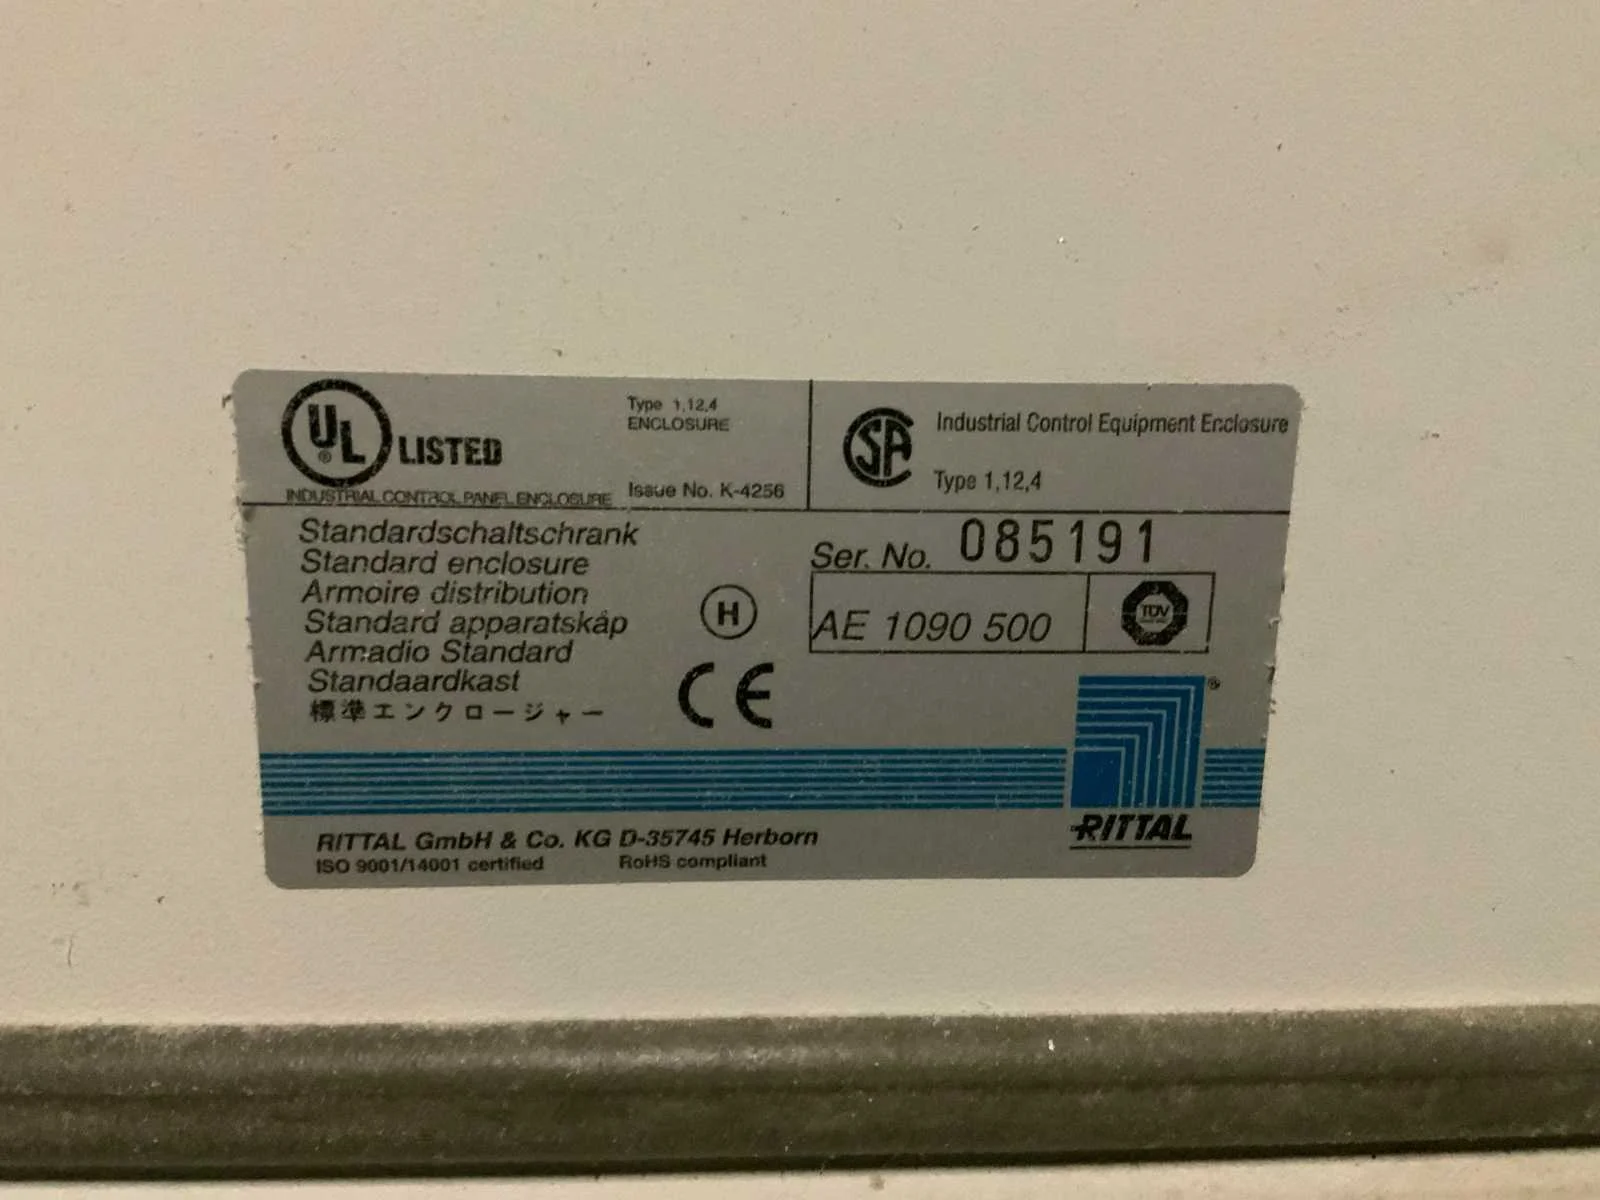 UL® LISTED
INDUSTRIAL CONTROL PANEL ENCLOSURE
Type 1,12,4
ENCLOSURE
Issue No. K-4256
SA Industrial Control Equipment Enclosure
Type 1,12,4
Standardschaltschrank
Standard enclosure
Armoire distribution
Standard apparatskåp
Armadio Standard
Standaardkast
標準エンクロージャー
H
CE
Ser. No. 085191
AE 1090 500
TÜV
®
RITTAL
RITTAL GmbH & Co. KG D-35745 Herborn
ISO 9001/14001 certified RoHS compliant